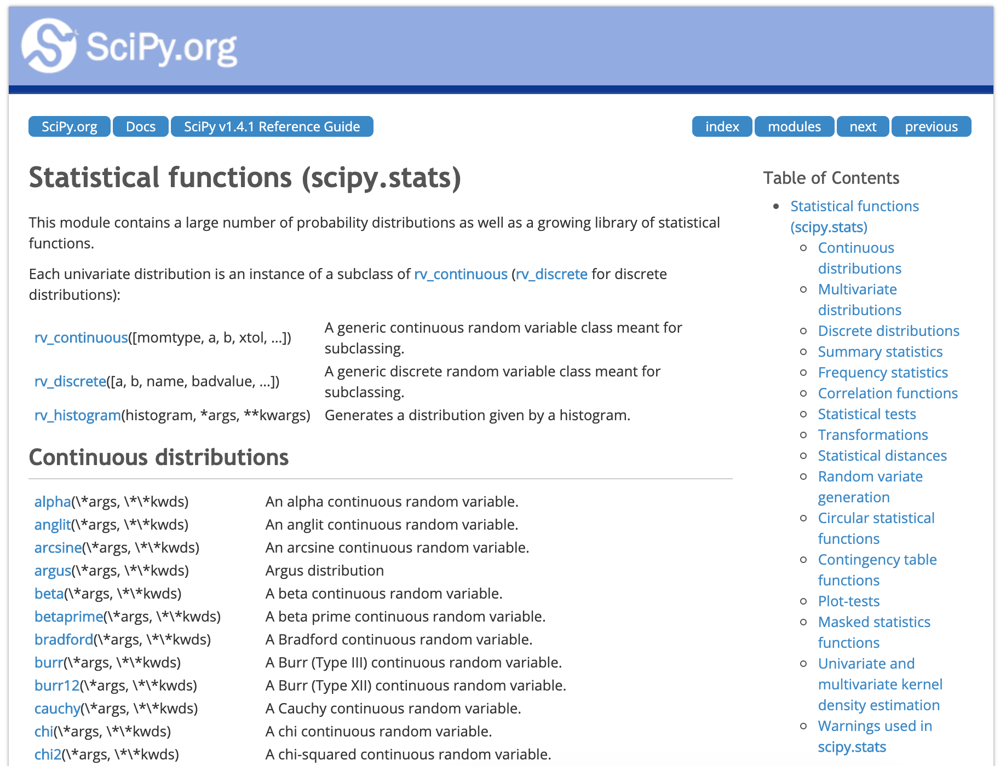 SciPy.org
SciPy.org Docs SciPy v1.4.1 Reference Guide index modules next previous
Statistical functions (scipy.stats)
This module contains a large number of probability distributions as well as a growing library of statistical
functions.
Each univariate distribution is an instance of a subclass of rv_continuous (rv_discrete for discrete
distributions):
rv_continuous([momtype, a, b, xtol, ...]) A generic continuous random variable class meant for
subclassing.
rv_discrete([a, b, name, badvalue, ...]) A generic discrete random variable class meant for
subclassing.
rv_histogram(histogram, *args, **kwargs) Generates a distribution given by a histogram.
Continuous distributions
alpha(\*args, \*\*kwds) An alpha continuous random variable.
anglit(\*args, \*\*kwds) An anglit continuous random variable.
arcsine(\*args, \*\*kwds) An arcsine continuous random variable.
argus(\*args, \*\*kwds) Argus distribution
beta(\*args, \*\*kwds) A beta continuous random variable.
betaprime(\*args, \*\*kwds) A beta prime continuous random variable.
bradford(\*args, \*\*kwds) A Bradford continuous random variable.
burr(\*args, \*\*kwds) A Burr (Type III) continuous random variable.
burr12(\*args, \*\*kwds) A Burr (Type XII) continuous random variable.
cauchy(\*args, \*\*kwds) A Cauchy continuous random variable.
chi(\*args, \*\*kwds) A chi continuous random variable.
chi2(\*args, \*\*kwds) A chi-squared continuous random variable.
Table of Contents
Statistical functions
(scipy.stats)
Continuous
distributions
Multivariate
distributions
Discrete distributions
Summary statistics
Frequency statistics
Correlation functions
Statistical tests
Transformations
Statistical distances
Random variate
generation
Circular statistical
functions
Contingency table
functions
Plot-tests
Masked statistics
functions
Univariate and
multivariate kernel
density estimation
Warnings used in
scipy.stats